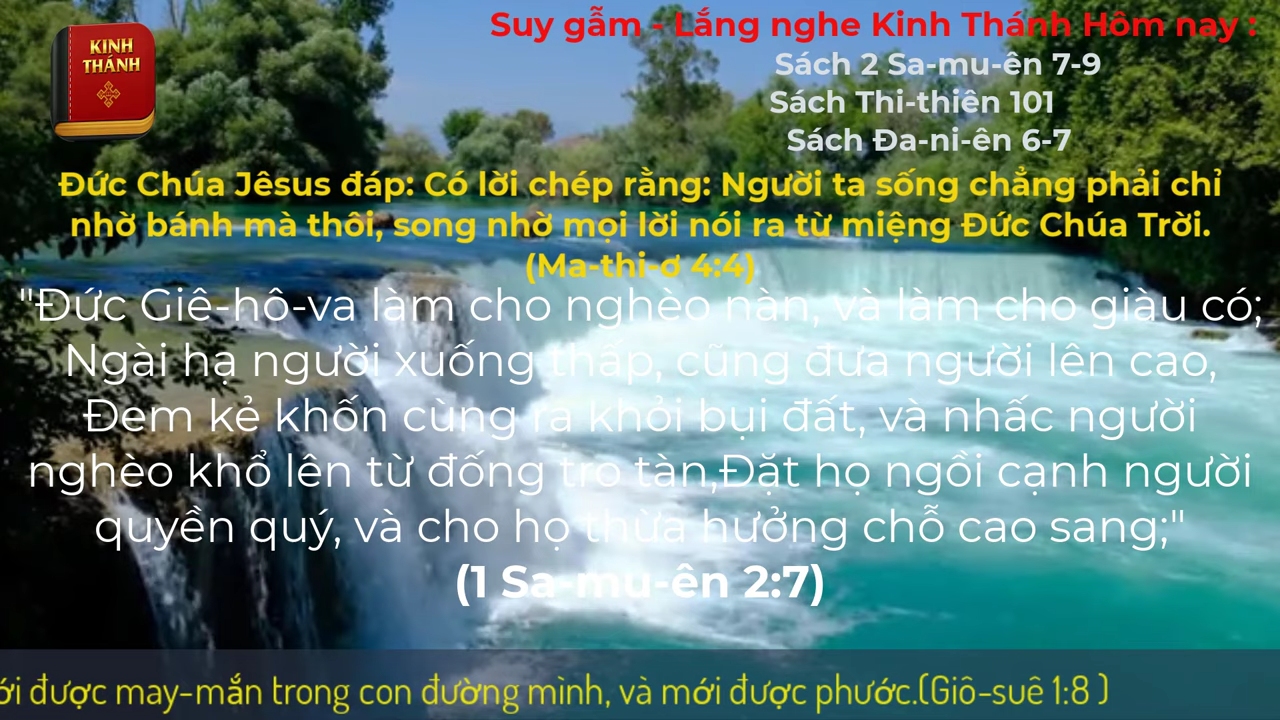 KINH
THÁNH
Suy gẫm - Lắng nghe Kinh Thánh Hôm nay :
Sách 2 Sa-mu-ên 7-9
Sách Thi-thiên 101
Sách Đa-ni-ên 6-7
Đức Chúa Jêsus đáp: Có lời chép rằng: Người ta sống chẳng phải chỉ
nhờ bánh mà thôi, song nhờ mọi lời nói ra từ miệng Đức Chúa Trời.
(Ma-thi-ơ 4:4)
"Đức Giê-hô-va làm cho nghèo nàn, và làm cho giàu có;
Ngài hạ người xuống thấp, cũng đưa người lên cao,
Đem kẻ khốn cùng ra khỏi bụi đất, và nhấc người
nghèo khổ lên từ đống tro tàn,Đặt họ ngồi cạnh người
quyền quý, và cho họ thừa hưởng chỗ cao sang;"
(1 Sa-mu-ên 2:7)
ới được may-mắn trong con đường mình, và mới được phước.(Giô-suê 1:8 )